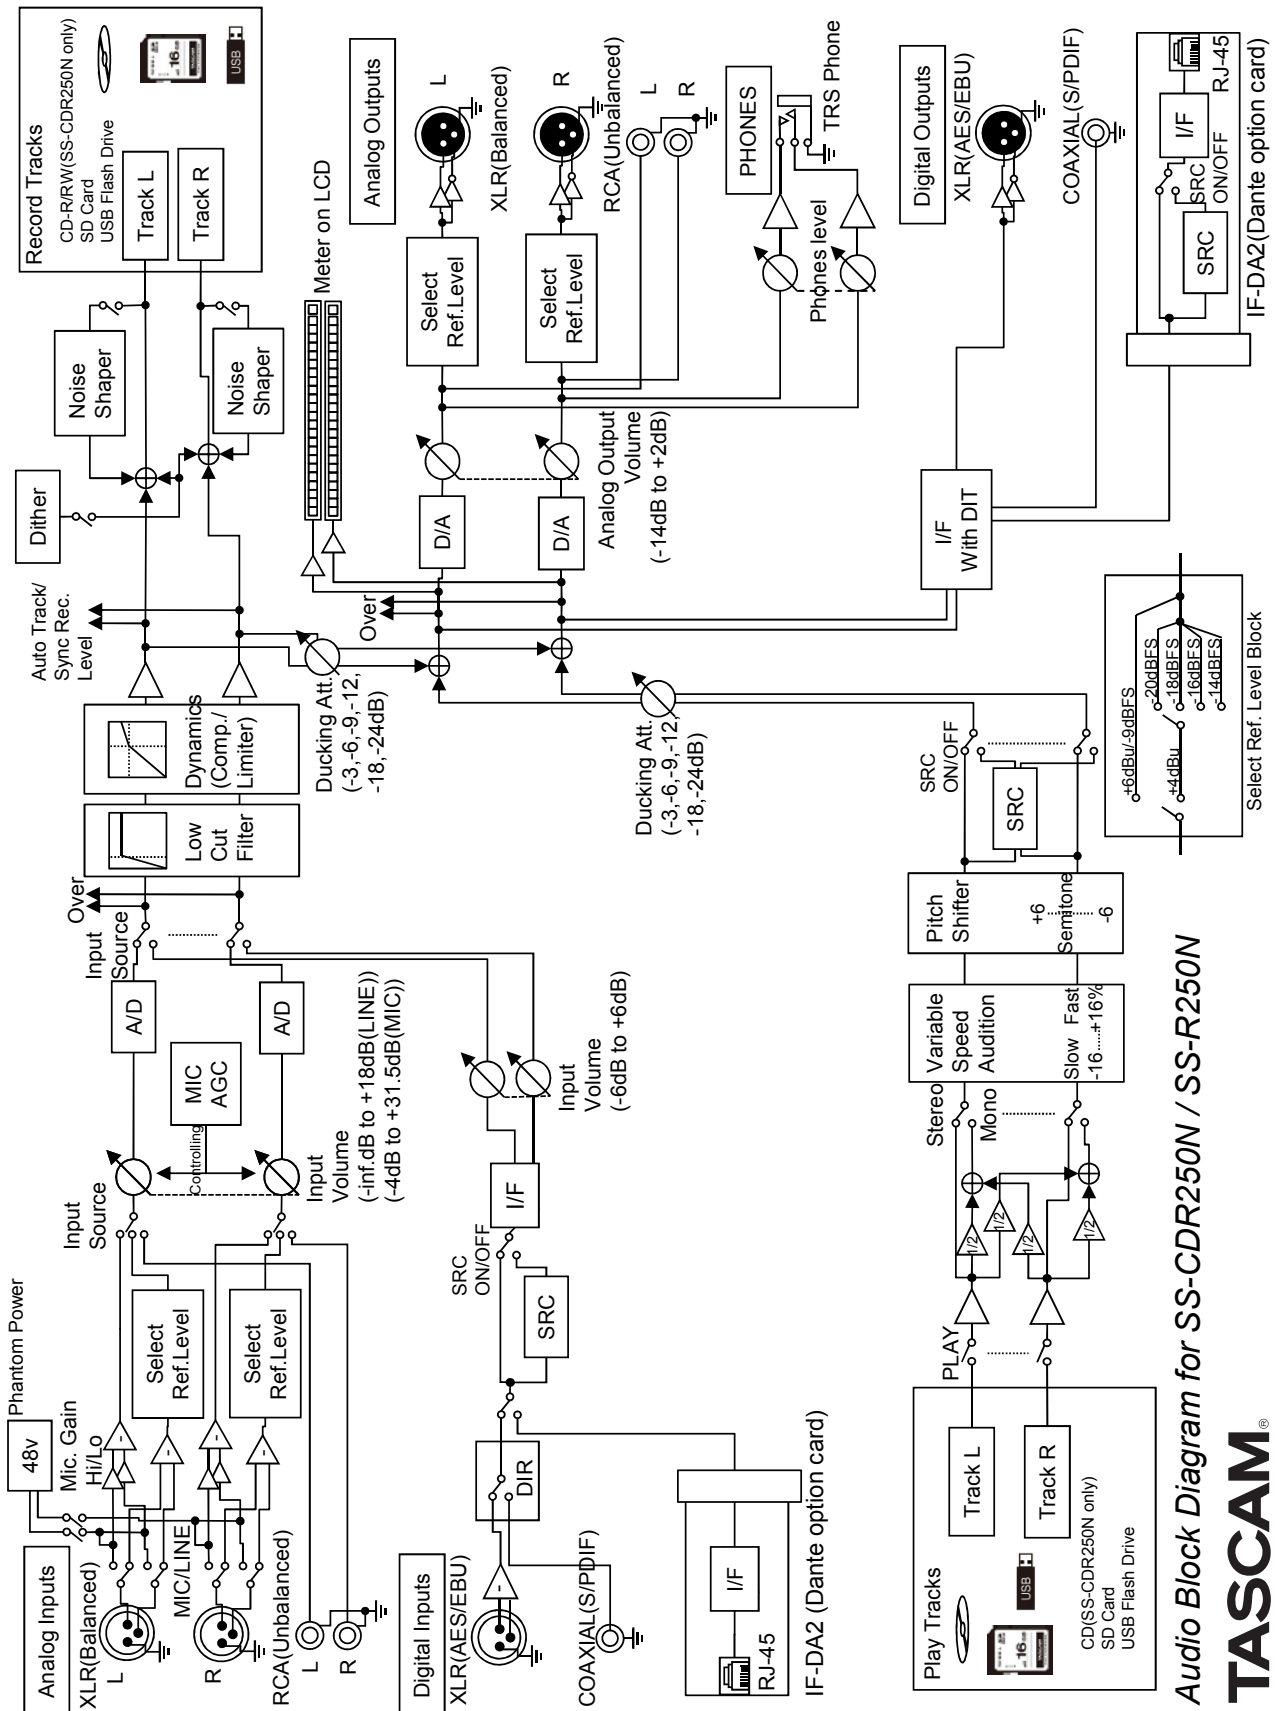 Analog Inputs
XLR(Balanced)
L
R
RCA(Unbalanced)
L
R
Phantom Power
48v
Mic. Gain
Hi/Lo
MIC/LINE
Select
Ref.Level
Select
Ref.Level
Input
Source
Controlling
MIC
AGC
Input
Volume
(-inf.dB to +18dB(LINE))
(-4dB to +31.5dB(MIC))
A/D
A/D
Input
Source
Over
Low
Cut
Filter
Dynamics
(Comp./
Limiter)
Auto Track/
Sync Rec.
Level
Dither
Noise
Shaper
Noise
Shaper
Record Tracks
CD-R/RW(SS-CDR250N only)
SD Card
USB Flash Drive
16
USB
Track L
Track R
Digital Inputs
XLR(AES/EBU)
COAXIAL(S/PDIF)
DIR
SRC
ON/OFF
SRC
I/F
Input
Volume
(-6dB to +6dB)
RJ-45
I/F
IF-DA2 (Dante option card)
Ducking Att.
(-3,-6,-9,-12,
-18,-24dB)
Ducking Att.
(-3,-6,-9,-12,
-18,-24dB)
Over
Meter on LCD
D/A
D/A
Analog Output
Volume
(-14dB to +2dB)
Select
Ref.Level
Select
Ref.Level
Analog Outputs
L
XLR(Balanced)
R
RCA(Unbalanced)
L
R
PHONES
TRS Phone
Phones level
I/F
With DIT
Digital Outputs
XLR(AES/EBU)
COAXIAL(S/PDIF)
SRC
SRC
ON/OFF
I/F
RJ-45
IF-DA2(Dante option card)
Play Tracks
16
USB
CD(SS-CDR250N only)
SD Card
USB Flash Drive
Track L
Track R
PLAY
1/2
1/2
1/2
1/2
Stereo
Mono
Variable
Speed
Audition
Slow Fast
-16.....+16%
Pitch
Shifter
+6
Semitone
-6
SRC
ON/OFF
SRC
+6dBu/-9dBFS
+4dBu
-20dBFS
-18dBFS
-16dBFS
-14dBFS
Select Ref. Level Block
Audio Block Diagram for SS-CDR250N / SS-R250N
TASCAM®